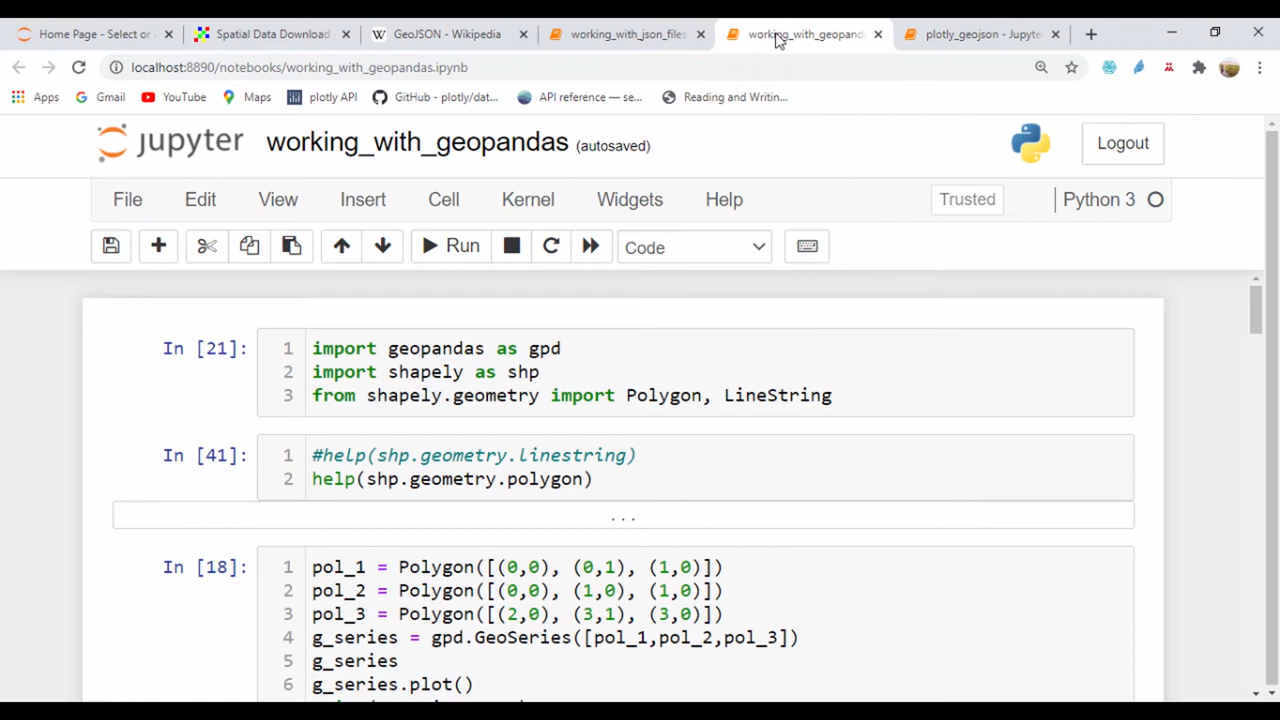 Home Page - Select or
Spatial Data Download
GeoJSON - Wikipedia
working_with_json_files
working_with_geopand
plotly_geojson - Jupyte
localhost:8890/notebooks/working_with_geopandas.ipynb
Apps
Gmail
YouTube
Maps
plotly API
GitHub - plotly/dat...
API reference — se...
Reading and Writin...
jupyter
working_with_geopandas (autosaved)
Logout
File
Edit
View
Insert
Cell
Kernel
Widgets
Help
Trusted
Python 3
Run
Code
In [21]:
1 import geopandas as gpd
2 import shapely as shp
3 from shapely.geometry import Polygon, LineString
In [41]:
1 #help(shp.geometry.linestring)
2 help(shp.geometry.polygon)
...
In [18]:
1 pol_1 = Polygon([(0,0), (0,1), (1,0)])
2 pol_2 = Polygon([(0,0), (1,0), (1,0)])
3 pol_3 = Polygon([(2,0), (3,1), (3,0)])
4 g_series = gpd.GeoSeries([pol_1,pol_2,pol_3])
5 g_series
6 g_series.plot()